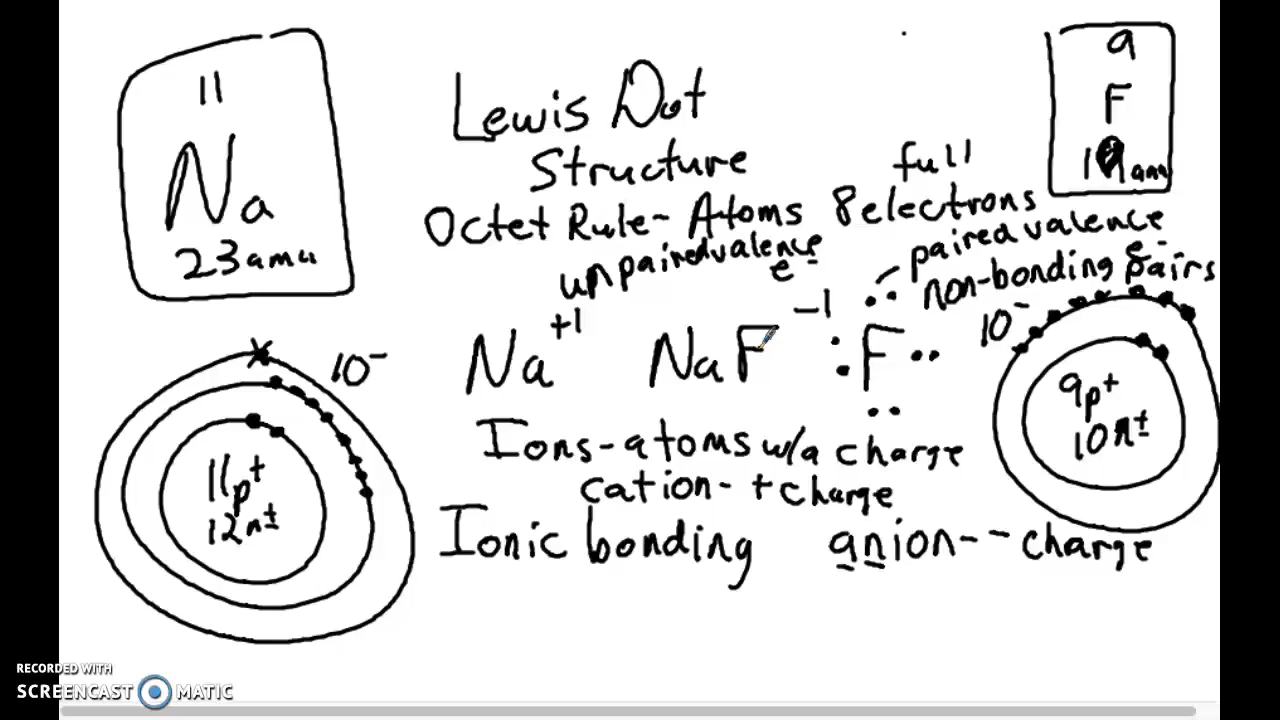 11
Na
23amu
Lewis Dot
Structure
Octet Rule- Atoms 8electrons
full
unpaired valence
e-
paired valence
e-
non-bonding pairs
9
F
19amu
10-
11p+
12n±
Na+1
NaF
-1
F
10-
9p+
10n±
Ions-atoms w/a charge
cation- + charge
Ionic bonding
anion- - charge
RECORDED WITH
SCREENCAST MATIC